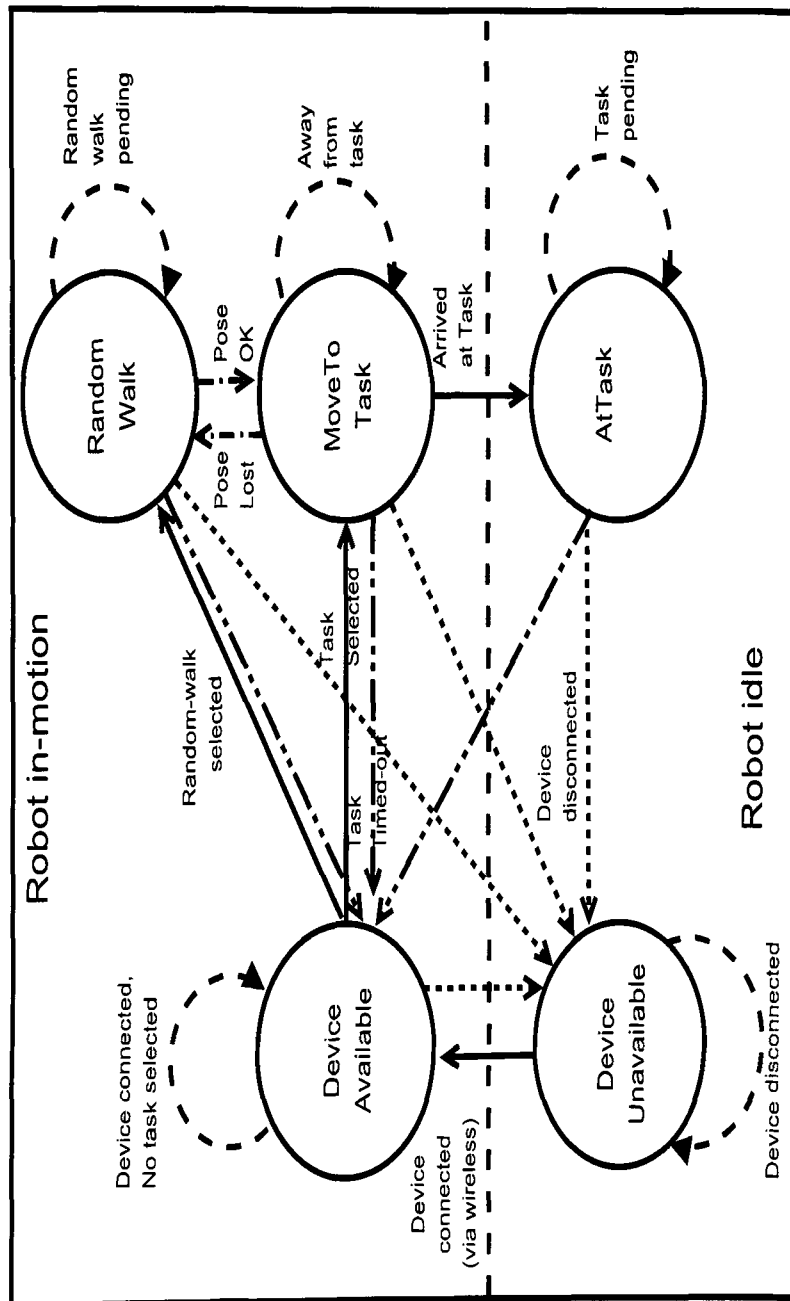 Robot in-motion
Device connected,
No task selected
Random-walk
selected
Random
walk
pending
Random
Walk
Pose
Lost
Pose
OK
Device
Available
Task
Selected
Task
Timed-out
MoveTo
Task
Away
from
task
Device
connected
(via wireless)
Arrived
at Task
Device
Unavailable
Device
disconnected
AtTask
Task
pending
Device disconnected
Robot idle